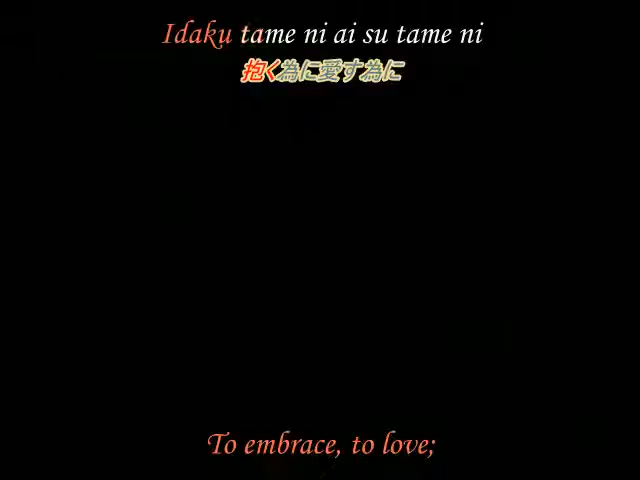 Idaku tame ni ai su tame ni
抱く為に愛す為に
To embrace, to love;